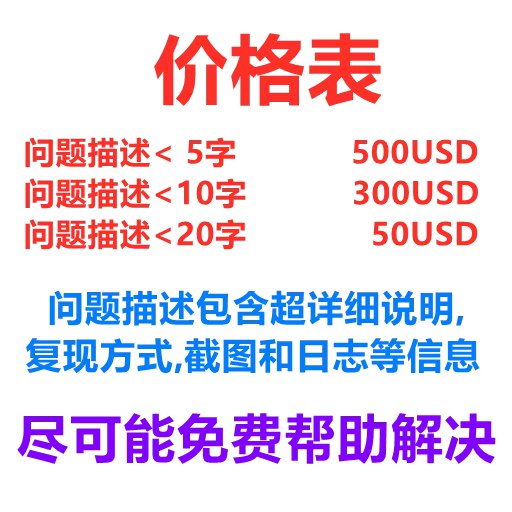 价格表
问题描述< 5字 500USD
问题描述<10字 300USD
问题描述<20字 50USD
问题描述包含超详细说明,
复现方式,截图和日志等信息
尽可能免费帮助解决